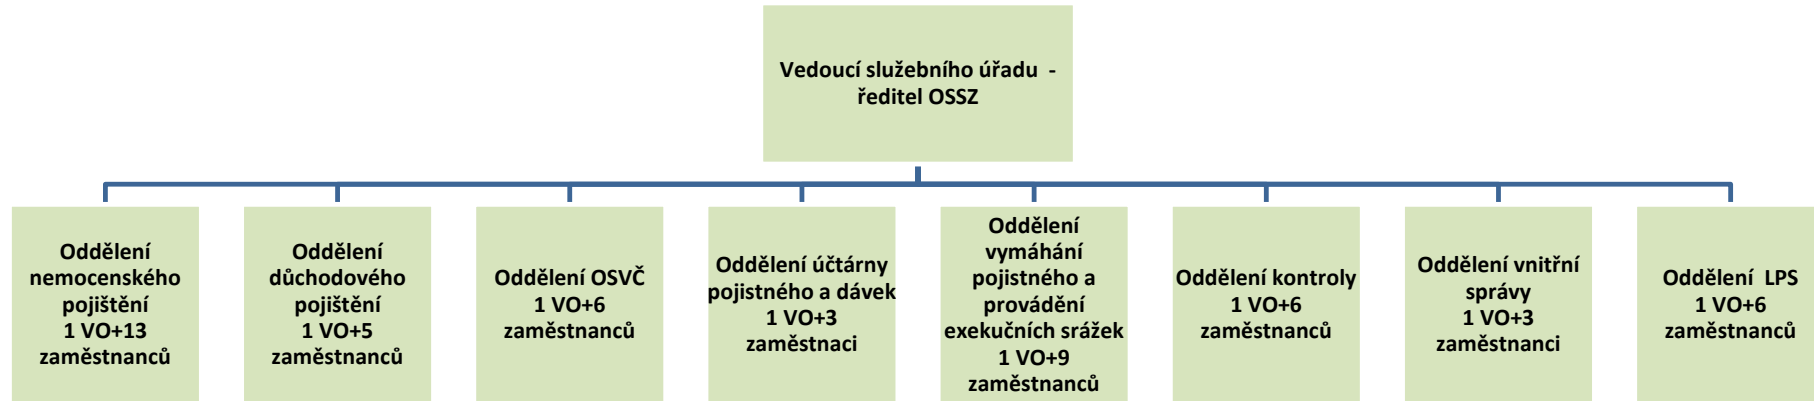 Vedoucí služebního úřadu -
ředitel OSSZ
Oddělení
nemocenského
pojištění
1 VO+13
zaměstnanců
Oddělení
důchodového
pojištění
1 VO+5
zaměstnanců
Oddělení OSVČ
1 VO+6
zaměstnanců
Oddělení účtárny
pojistného a dávek
1 VO+3
zaměstnaci
Oddělení
vymáhání
pojistného a
provádění
exekučních srážek
1 VO+9
zaměstnanců
Oddělení kontroly
1 VO+6
zaměstnanců
Oddělení vnitřní
správy
1 VO+3
zaměstnanci
Oddělení LPS
1 VO+6
zaměstnanců